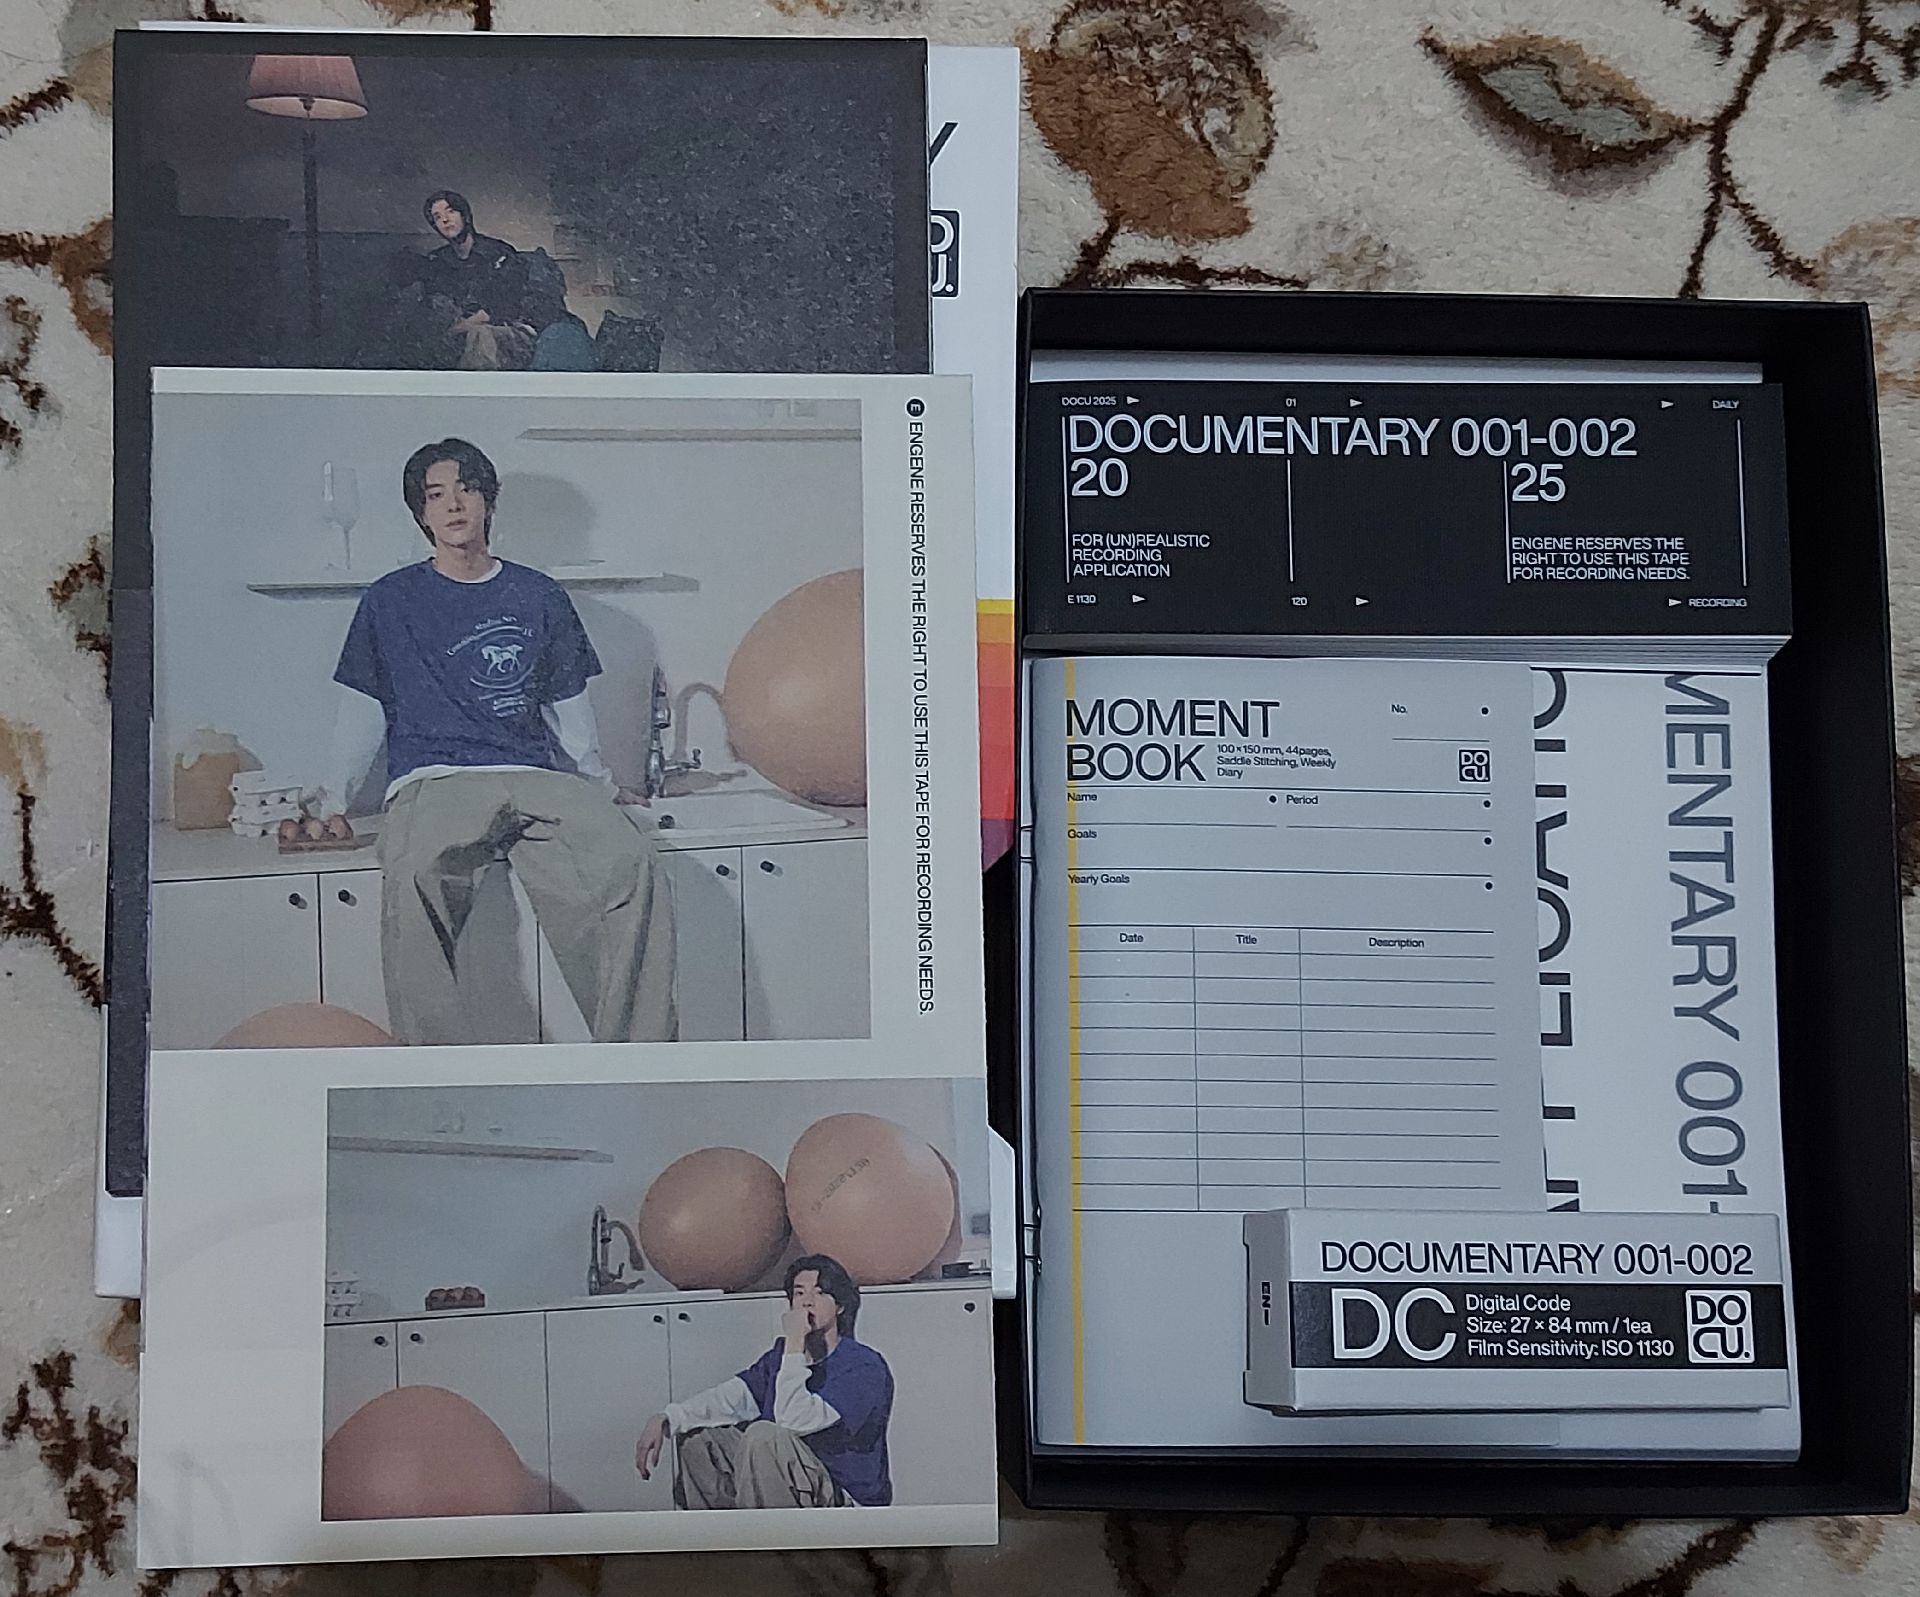 Y
DO
CU.
E ENGENE RESERVES THE RIGHT TO USE THIS TAPE FOR RECORDING NEEDS.
DOCU 2025
01
DAILY
DOCUMENTARY 001-002
20
25
FOR (UN)REALISTIC
RECORDING
APPLICATION
ENGENE RESERVES THE
RIGHT TO USE THIS TAPE
FOR RECORDING NEEDS.
E 1130
120
RECORDING
MOMENT
BOOK
100 × 150 mm, 44pages,
Saddle Stitching, Weekly
Diary
No.
DO
CU.
Name
Period
Goals
Yearly Goals
Date
Title
Description
MENTARY 001-
EN-
DOCUMENTARY 001-002
DC
Digital Code
Size: 27 × 84 mm / 1ea
Film Sensitivity: ISO 1130
DO
CU.